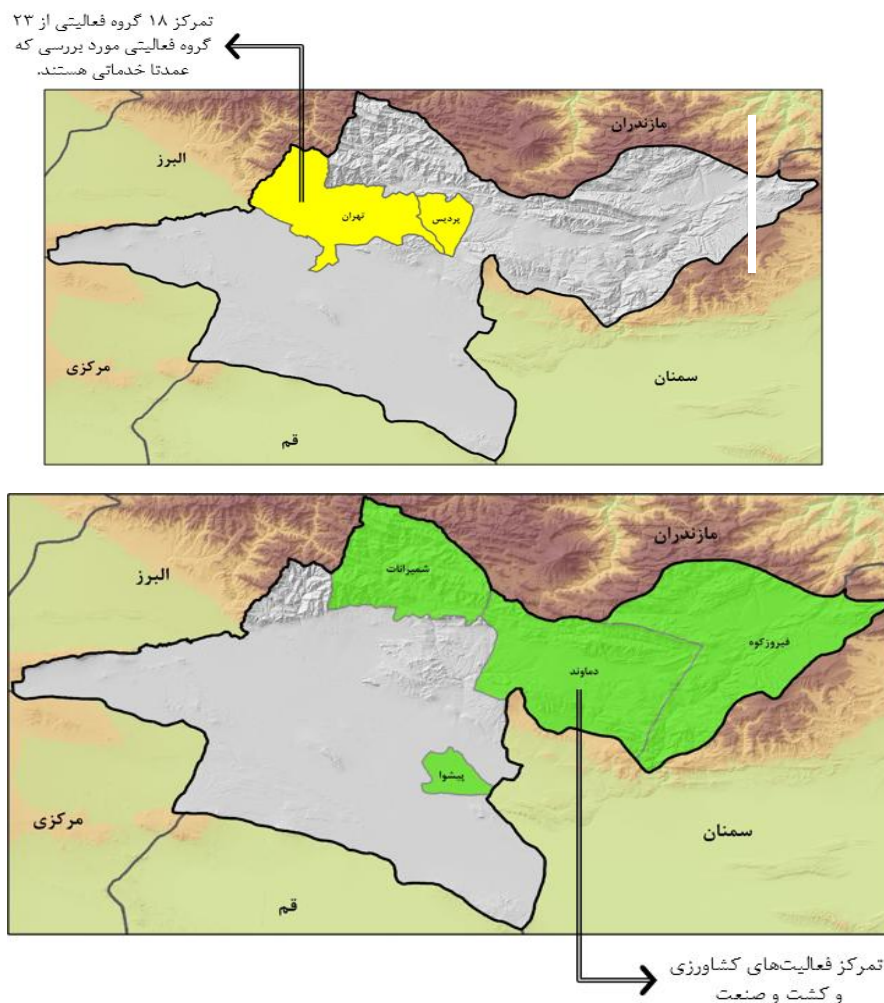 تمرکز ۱۸ گروه فعالیتی از ۲۳
گروه فعالیتی مورد بررسی که
عمدتا خدماتی هستند.
مازندران
البرز
تهران
پردیس
مرکزی
سمنان
قم
مازندران
البرز
شمیرانات
فیروزکوه
دماوند
پیشوا
مرکزی
سمنان
قم
تمرکز فعالیت‌های کشاورزی
و کشت و صنعت